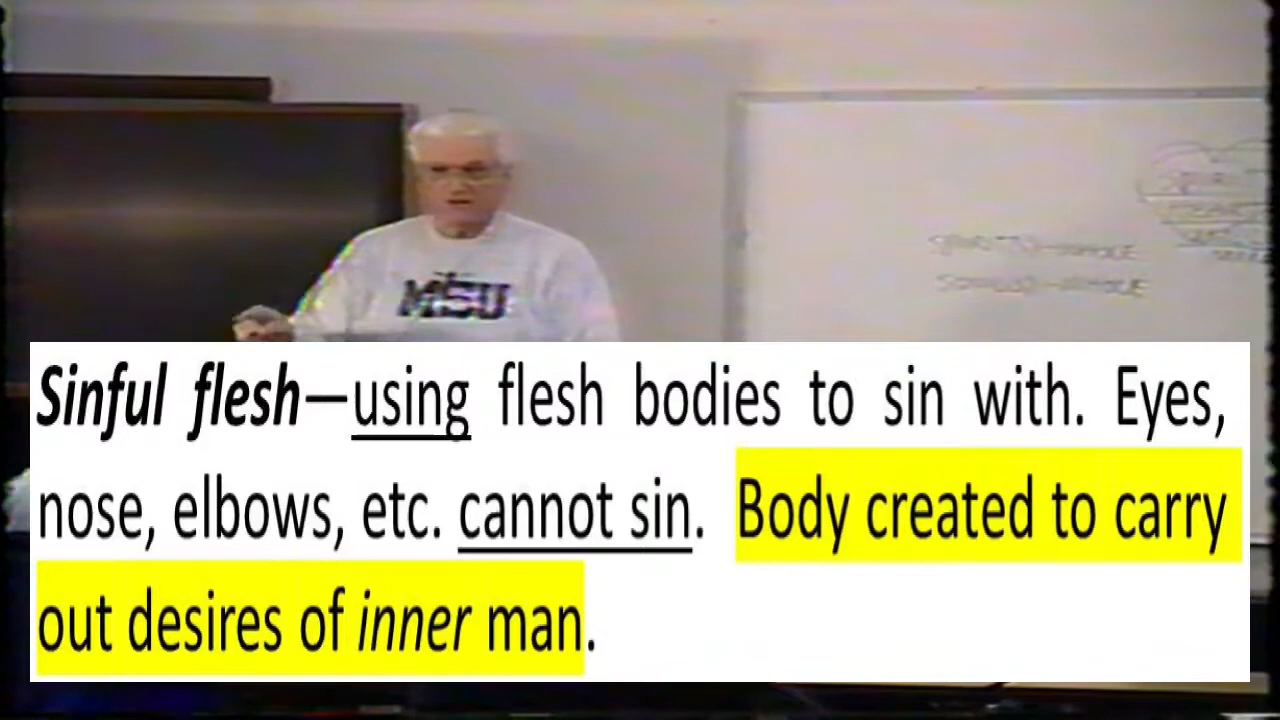 MSU
Sinful flesh—using flesh bodies to sin with. Eyes,
nose, elbows, etc. cannot sin. Body created to carry
out desires of inner man.